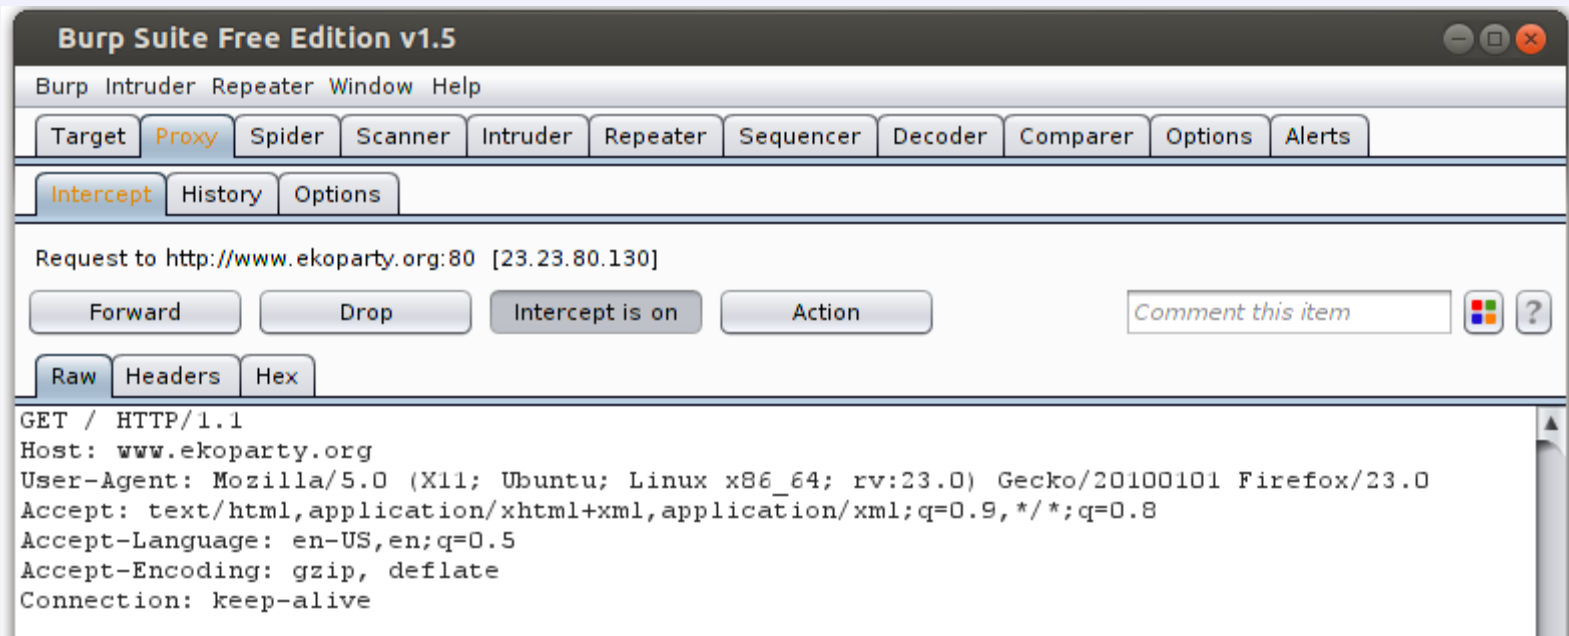 Burp Suite Free Edition v1.5
Burp Intruder Repeater Window Help
Target Proxy Spider Scanner Intruder Repeater Sequencer Decoder Comparer Options Alerts
Intercept History Options
Request to http://www.ekoparty.org:80 [23.23.80.130]
Forward Drop Intercept is on Action Comment this item ?
Raw Headers Hex
GET / HTTP/1.1
Host: www.ekoparty.org
User-Agent: Mozilla/5.0 (X11; Ubuntu; Linux x86_64; rv:23.0) Gecko/20100101 Firefox/23.0
Accept: text/html,application/xhtml+xml,application/xml;q=0.9,*/*;q=0.8
Accept-Language: en-US,en;q=0.5
Accept-Encoding: gzip, deflate
Connection: keep-alive